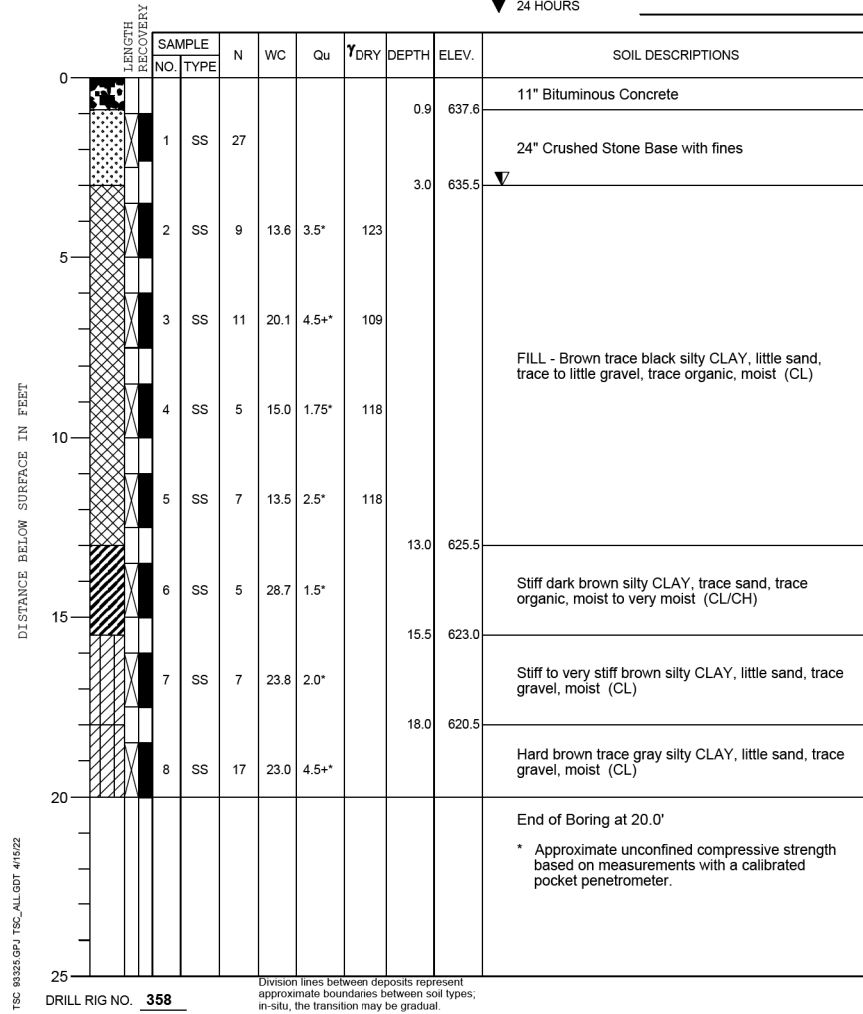 ▼ 24 HOURS
LENGTH
RECOVERY
SAMPLE
NO. TYPE N WC Qu γDRY DEPTH ELEV. SOIL DESCRIPTIONS
0
11" Bituminous Concrete
0.9 637.6
1 SS 27
24" Crushed Stone Base with fines
3.0 635.5
2 SS 9 13.6 3.5* 123
5
3 SS 11 20.1 4.5+* 109
FILL - Brown trace black silty CLAY, little sand,
trace to little gravel, trace organic, moist (CL)
4 SS 5 15.0 1.75* 118
10
5 SS 7 13.5 2.5* 118
13.0 625.5
6 SS 5 28.7 1.5*
Stiff dark brown silty CLAY, trace sand, trace
organic, moist to very moist (CL/CH)
15
15.5 623.0
7 SS 7 23.8 2.0*
Stiff to very stiff brown silty CLAY, little sand, trace
gravel, moist (CL)
18.0 620.5
8 SS 17 23.0 4.5+*
Hard brown trace gray silty CLAY, little sand, trace
gravel, moist (CL)
20
End of Boring at 20.0'
* Approximate unconfined compressive strength
based on measurements with a calibrated
pocket penetrometer.
25
DISTANCE BELOW SURFACE IN FEET
TSC 93325.GPJ TSC_ALL.GDT 4/15/22
DRILL RIG NO. 358
Division lines between deposits represent
approximate boundaries between soil types;
in-situ, the transition may be gradual.